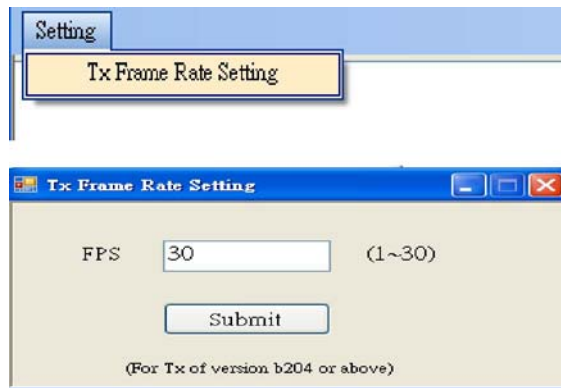 Setting
Tx Frame Rate Setting
Tx Frame Rate Setting
FPS 30 (1~30)
Submit
(For Tx of version b204 or above)